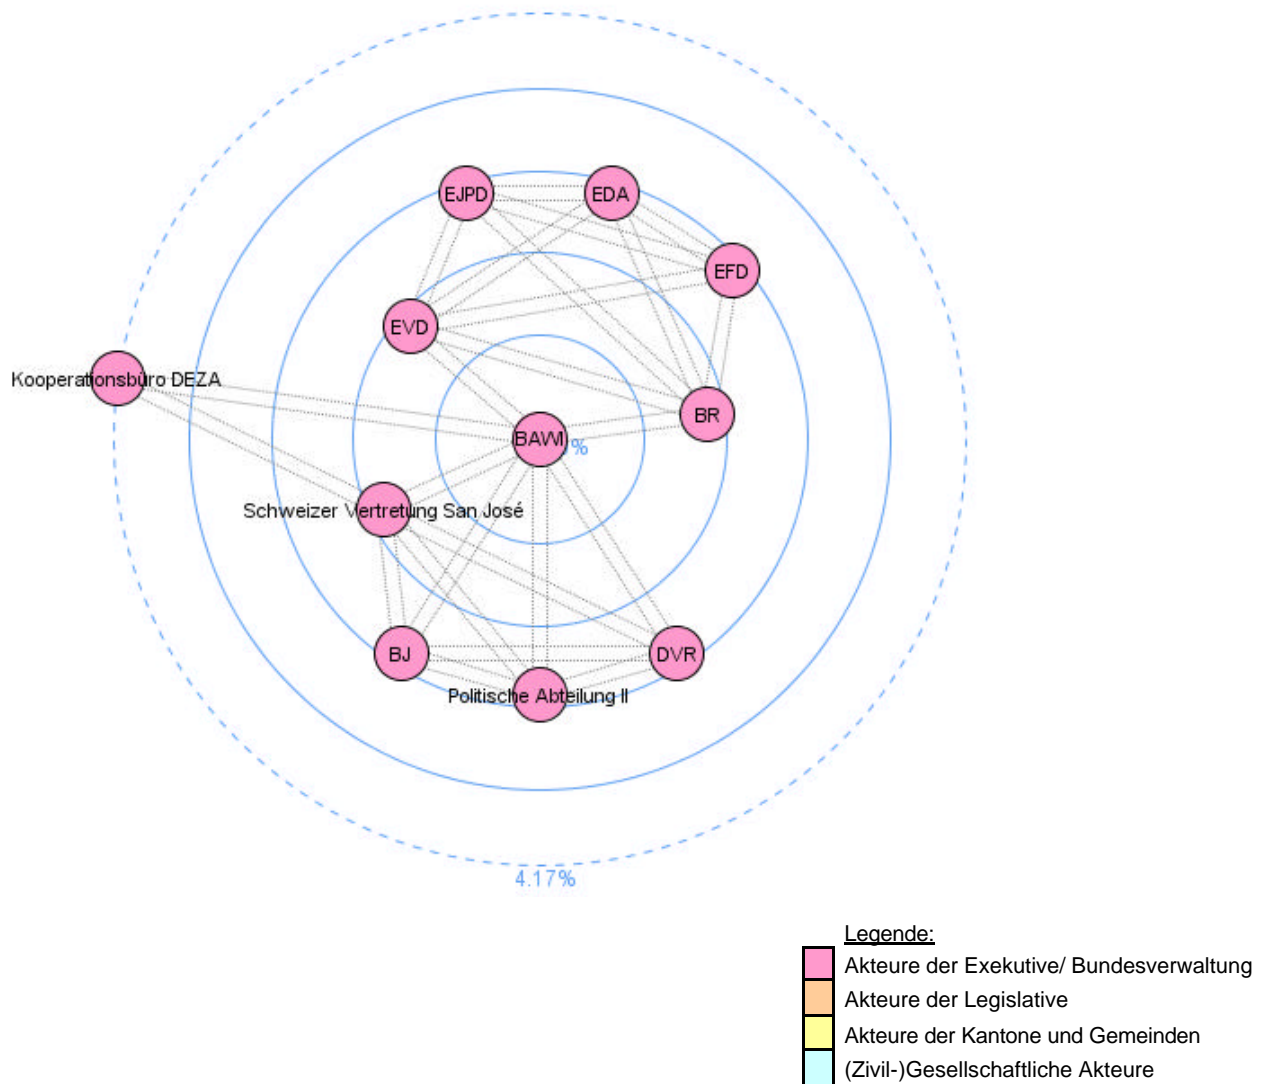 EJPD
EDA
EFD
EVD
Kooperationsbüro DEZA
BR
BAWI
%
Schweizer Vertretung San José
BJ
DVR
Politische Abteilung II
4.17%
Legende:
Akteure der Exekutive/ Bundesverwaltung
Akteure der Legislative
Akteure der Kantone und Gemeinden
(Zivil-)Gesellschaftliche Akteure